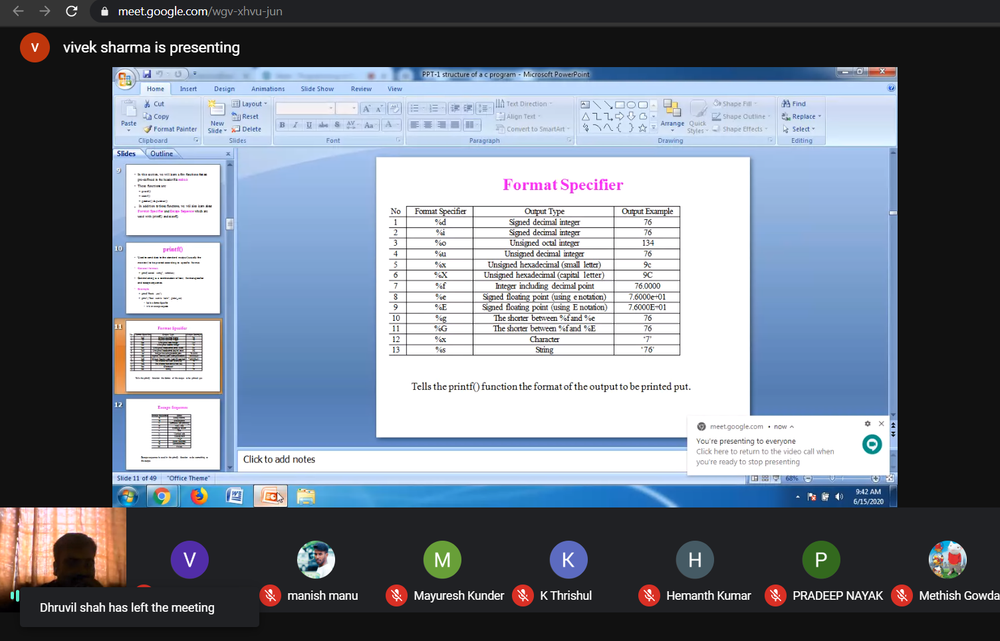 meet.google.com/wgv-xhvu-jun
V
vivek sharma is presenting
PPT-1 structure of a c program - Microsoft PowerPoint
Home Insert Design Animations Slide Show Review View
Paste
Cut
Copy
Format Painter
Clipboard
New
Slide
Layout
Reset
Delete
Slides
B I U abc S AV Aa A
Font
Text Direction
Align Text
Convert to SmartArt
Paragraph
Arrange
Quick
Styles
Shape Fill
Shape Outline
Shape Effects
Drawing
Find
Replace
Select
Editing
Slides Outline x
9
10
printf()
11
Format Specifier
12
Escape Sequence
Format Specifier
No Format Specifier Output Type Output Example
1 %d Signed decimal integer 76
2 %i Signed decimal integer 76
3 %o Unsigned octal integer 134
4 %u Unsigned decimal integer 76
5 %x Unsigned hexadecimal (small letter) 9c
6 %X Unsigned hexadecimal (capital letter) 9C
7 %f Integer including decimal point 76.0000
8 %e Signed floating point (using e notation) 7.6000e+01
9 %E Signed floating point (using E notation) 7.6000E+01
10 %g The shorter between %f and %e 76
11 %G The shorter between %f and %E 76
12 %x Character ‘7’
13 %s String ‘76’
Tells the printf() function the format of the output to be printed put.
meet.google.com • now
You're presenting to everyone
Click here to return to the video call when
you're ready to stop presenting
Click to add notes
Slide 11 of 49 "Office Theme" 68%
9:42 AM
6/15/2020
V
M
K
H
P
manish manu
Mayuresh Kunder
K Thrishul
Hemanth Kumar
PRADEEP NAYAK
Methish Gowda
Dhruvil shah has left the meeting